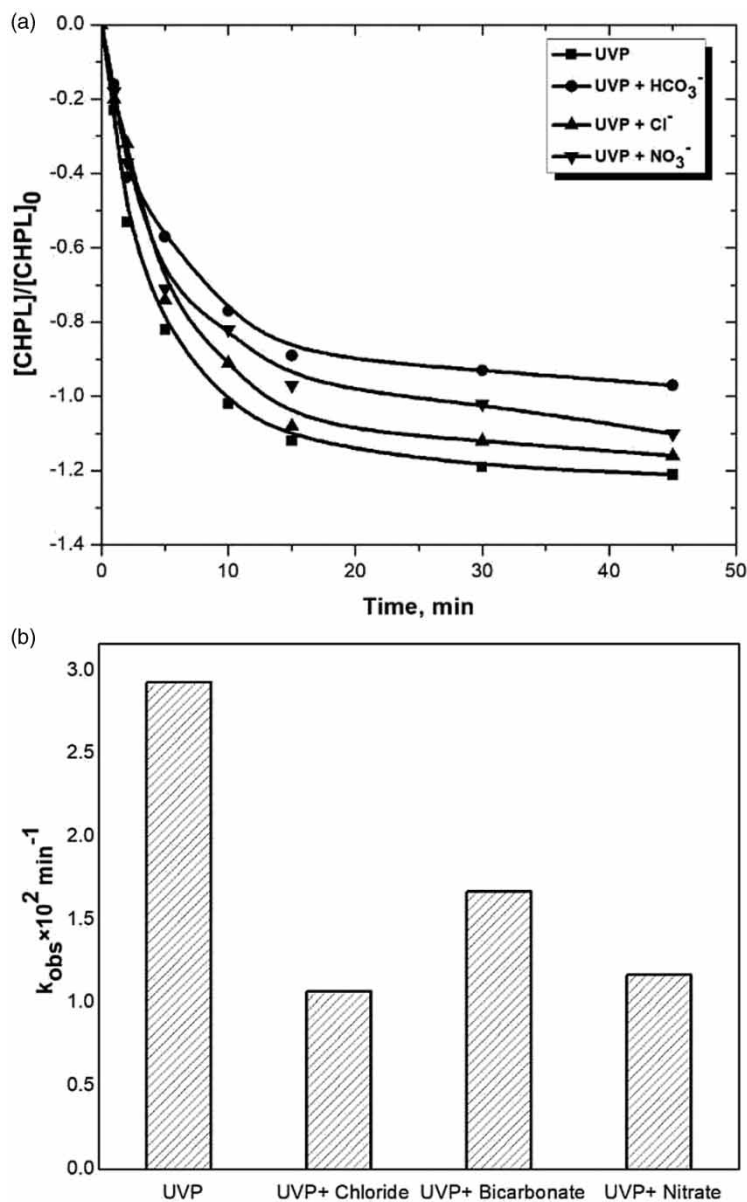 (a)
0.0
-0.2
-0.4
-0.6
-0.8
-1.0
-1.2
-1.4
[CHPL]/[CHPL]0
UVP
UVP + HCO3-
UVP + Cl-
UVP + NO3-
0 10 20 30 40 50
Time, min
(b)
3.0
2.5
2.0
1.5
1.0
0.5
0.0
kobs×10² min⁻¹
UVP UVP+ Chloride UVP+ Bicarbonate UVP+ Nitrate